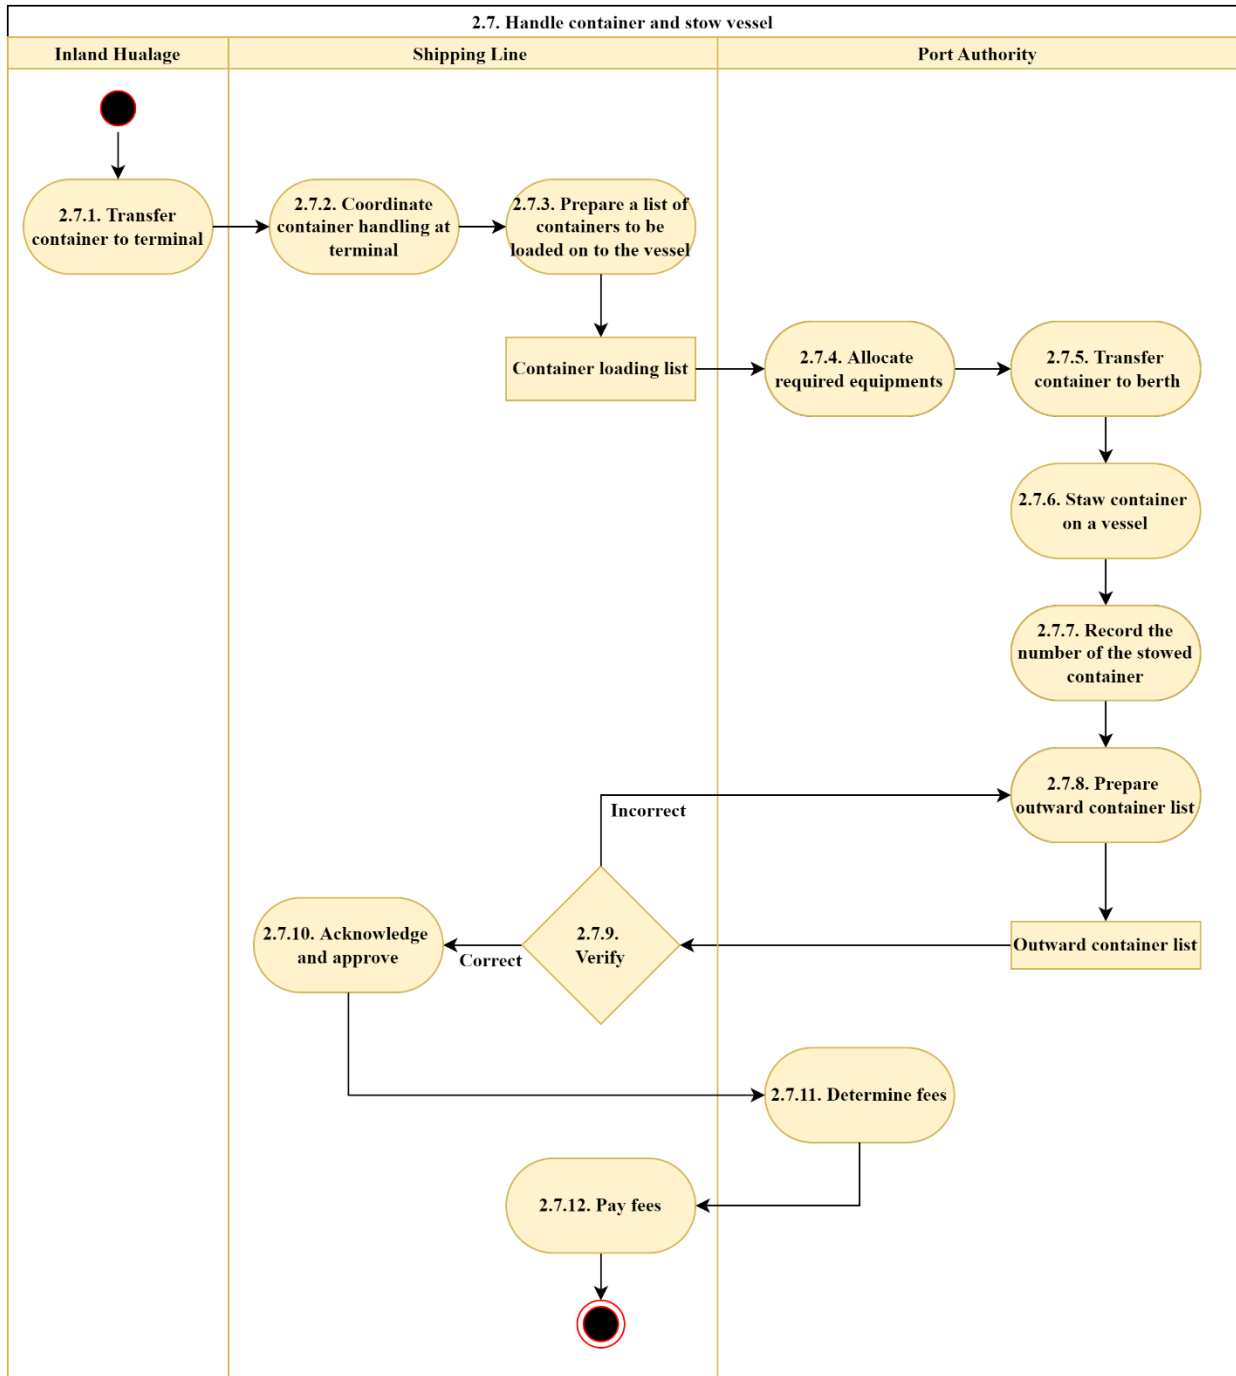 2.7. Handle container and stow vessel
Inland Hualage
Shipping Line
Port Authority
2.7.1. Transfer
container to terminal
2.7.2. Coordinate
container handling at
terminal
2.7.3. Prepare a list of
containers to be
loaded on to the vessel
Container loading list
2.7.4. Allocate
required equipments
2.7.5. Transfer
container to berth
2.7.6. Staw container
on a vessel
2.7.7. Record the
number of the stowed
container
2.7.8. Prepare
outward container list
Incorrect
Outward container list
2.7.9.
Verify
Correct
2.7.10. Acknowledge
and approve
2.7.11. Determine fees
2.7.12. Pay fees